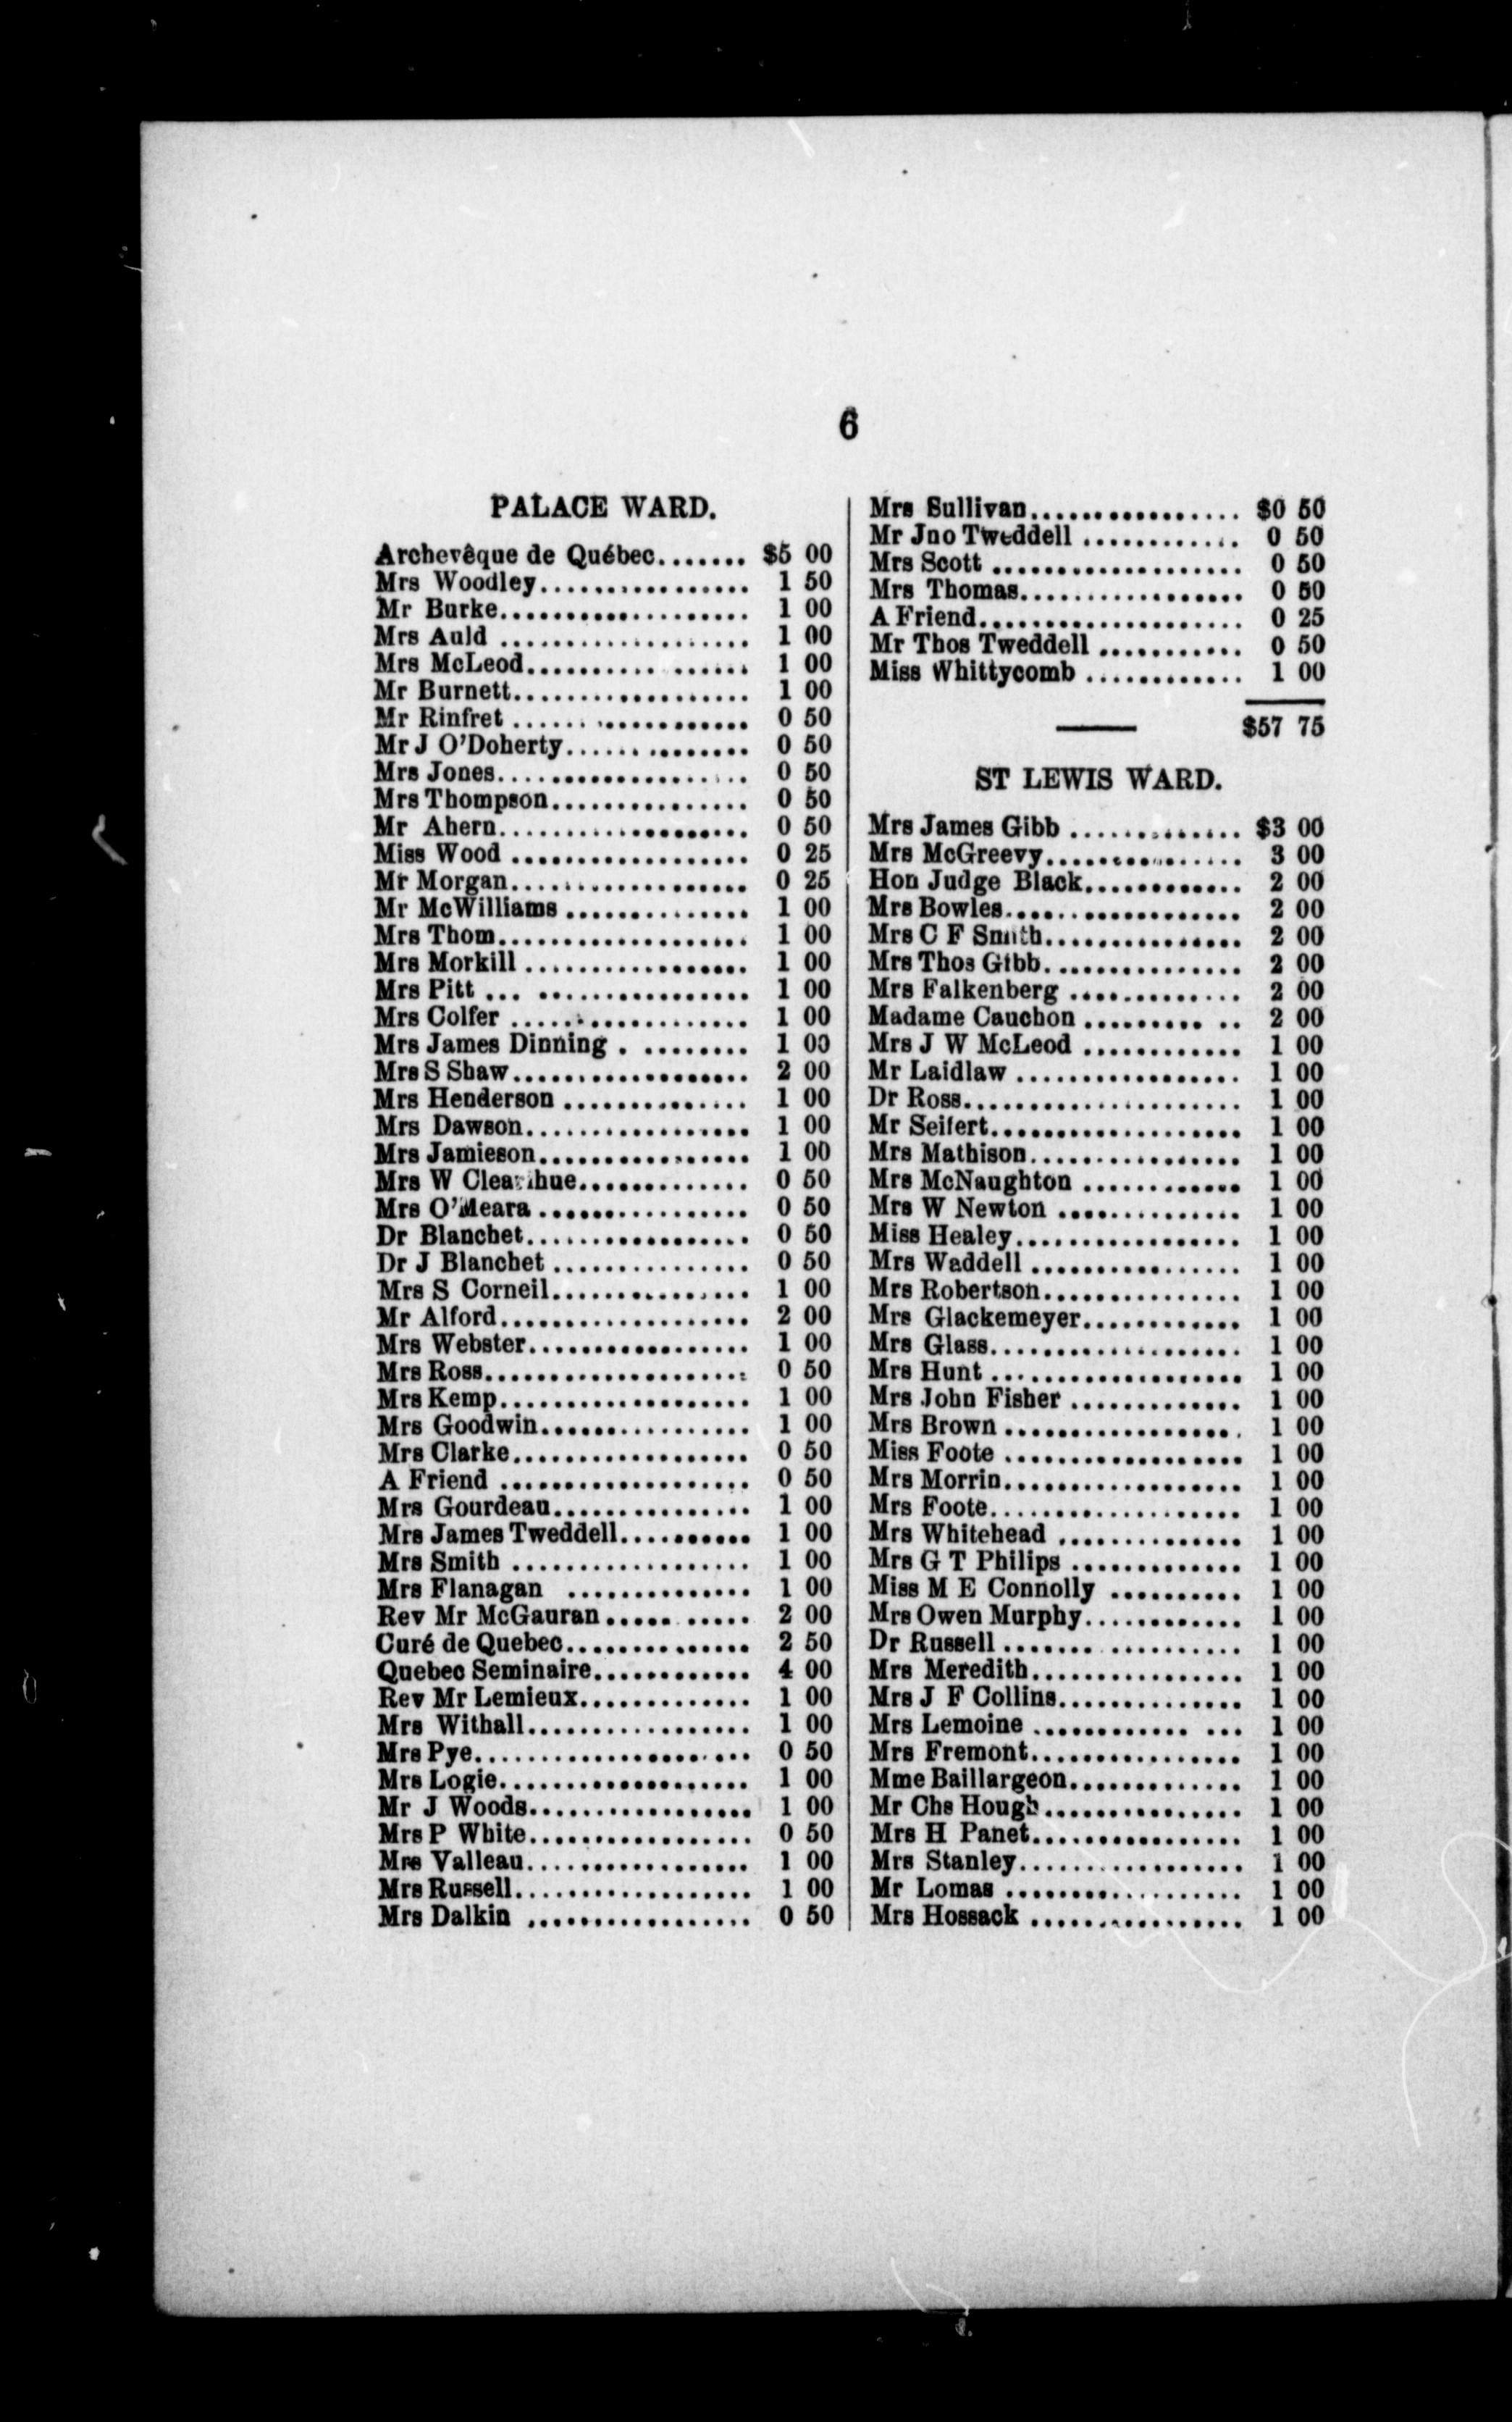 6
PALACE WARD.
Archevêque de Québec........ $5 00
Mrs Woodley................ 1 50
Mr Burke................... 1 00
Mrs Auld ................... 1 00
Mrs McLeod................. 1 00
Mr Burnett.................. 1 00
Mr Rinfret .................. 0 50
Mr J O'Doherty.............. 0 50
Mrs Jones................... 0 50
Mrs Thompson............... 0 50
Mr Ahern................... 0 50
Miss Wood .................. 0 25
Mr Morgan.................. 0 25
Mr McWilliams .............. 1 00
Mrs Thom................... 1 00
Mrs Morkill ................. 1 00
Mrs Pitt ... ................ 1 00
Mrs Colfer .................. 1 00
Mrs James Dinning . ........ 1 00
Mrs S Shaw.................. 2 00
Mrs Henderson .............. 1 00
Mrs Dawson................. 1 00
Mrs Jamieson................ 1 00
Mrs W Clearihue............. 0 50
Mrs O'Meara ................ 0 50
Dr Blanchet................. 0 50
Dr J Blanchet ............... 0 50
Mrs S Corneil............... 1 00
Mr Alford................... 2 00
Mrs Webster................. 1 00
Mrs Ross.................... 0 50
Mrs Kemp................... 1 00
Mrs Goodwin................ 1 00
Mrs Clarke.................. 0 50
A Friend ................... 0 50
Mrs Gourdeau............... 1 00
Mrs James Tweddell.......... 1 00
Mrs Smith .................. 1 00
Mrs Flanagan .............. 1 00
Rev Mr McGauran ..... ..... 2 00
Curé de Quebec.............. 2 50
Quebec Seminaire............ 4 00
Rev Mr Lemieux............. 1 00
Mrs Withall................. 1 00
Mrs Pye..................... 0 50
Mrs Logie................... 1 00
Mr J Woods................. 1 00
Mrs P White................. 0 50
Mrs Valleau................. 1 00
Mrs Russell.................. 1 00
Mrs Dalkin ................. 0 50
Mrs Sullivan................ $0 50
Mr Jno Tweddell ............ 0 50
Mrs Scott ................... 0 50
Mrs Thomas................. 0 50
A Friend.................... 0 25
Mr Thos Tweddell ........... 0 50
Miss Whittycomb ............ 1 00
$57 75
ST LEWIS WARD.
Mrs James Gibb ............. $3 00
Mrs McGreevy............... 3 00
Hon Judge Black............ 2 00
Mrs Bowles.................. 2 00
Mrs C F Smith............... 2 00
Mrs Thos Gibb............... 2 00
Mrs Falkenberg ............. 2 00
Madame Cauchon ......... .. 2 00
Mrs J W McLeod ............ 1 00
Mr Laidlaw ................. 1 00
Dr Ross..................... 1 00
Mr Seifert................... 1 00
Mrs Mathison................ 1 00
Mrs McNaughton ............ 1 00
Mrs W Newton .............. 1 00
Miss Healey................. 1 00
Mrs Waddell ................ 1 00
Mrs Robertson............... 1 00
Mrs Glackemeyer............ 1 00
Mrs Glass................... 1 00
Mrs Hunt ................... 1 00
Mrs John Fisher ............. 1 00
Mrs Brown .................. 1 00
Miss Foote .................. 1 00
Mrs Morrin.................. 1 00
Mrs Foote................... 1 00
Mrs Whitehead .............. 1 00
Mrs G T Philips ............. 1 00
Miss M E Connolly .......... 1 00
Mrs Owen Murphy............ 1 00
Dr Russell ....... .......... 1 00
Mrs Meredith................ 1 00
Mrs J F Collins.............. 1 00
Mrs Lemoine ............ ... 1 00
Mrs Fremont................ 1 00
Mme Baillargeon............. 1 00
Mr Chs Hough............... 1 00
Mrs H Panet................ 1 00
Mrs Stanley................. 1 00
Mr Lomas .................. 1 00
Mrs Hossack ................ 1 00